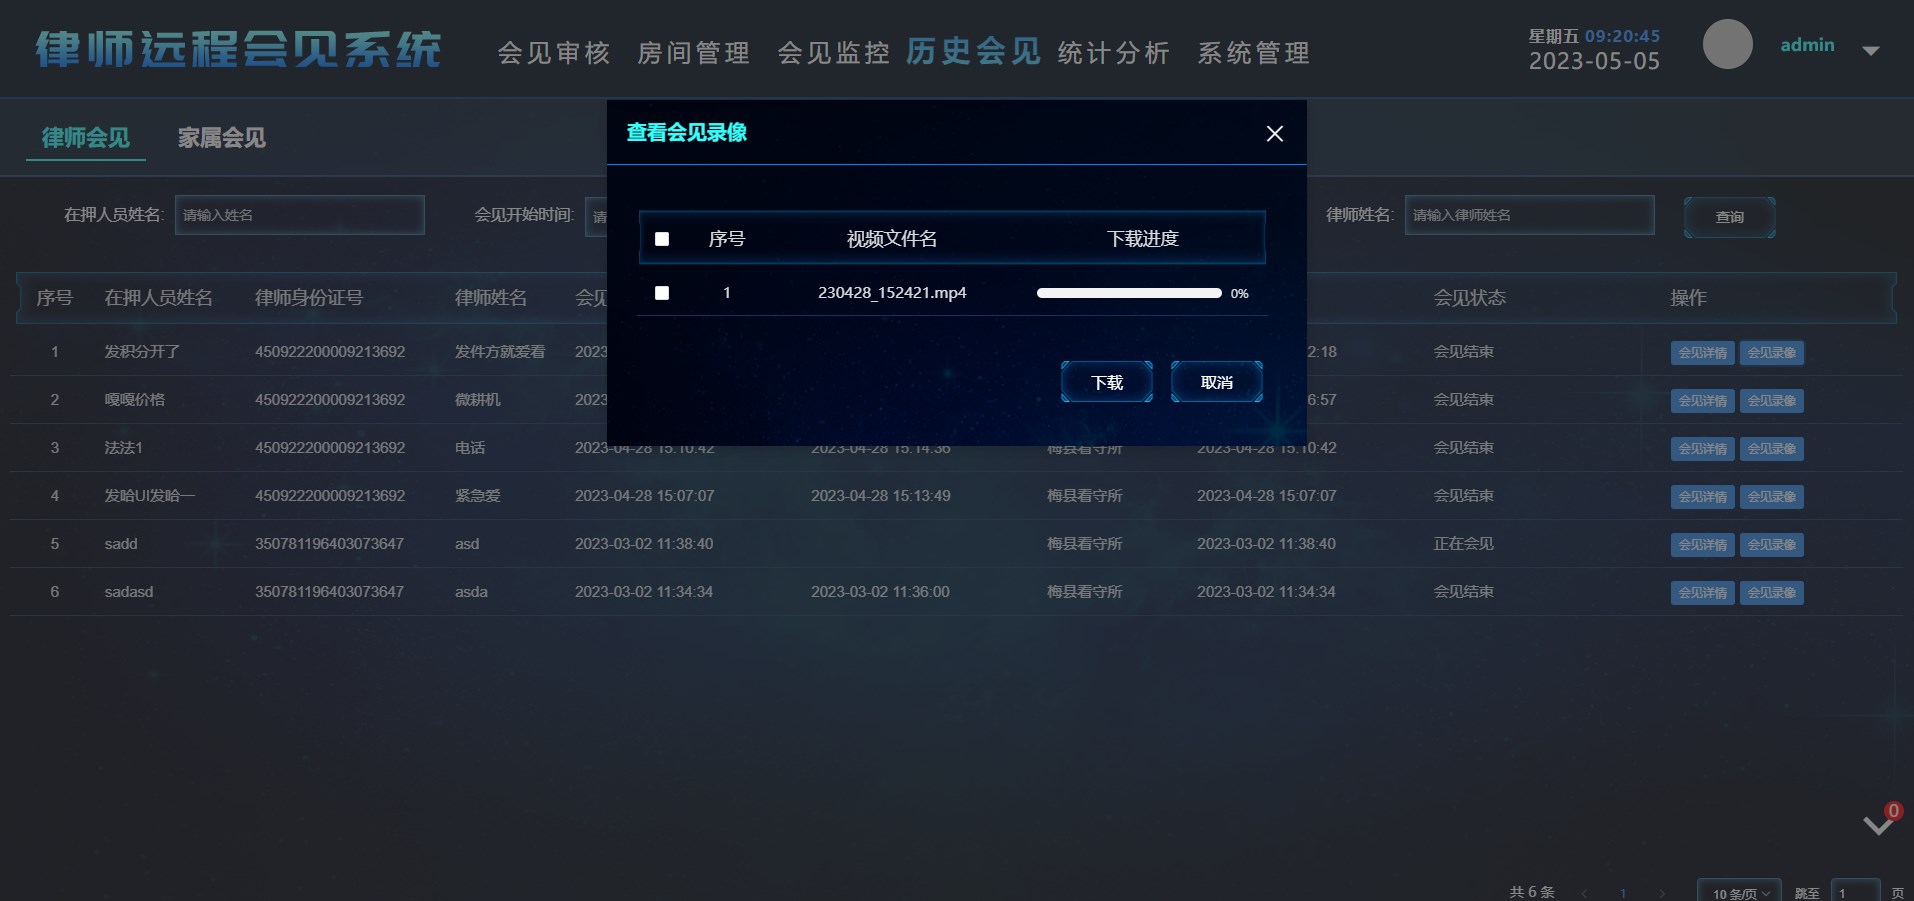 律师远程会见系统 会见审核 房间管理 会见监控 历史会见 统计分析 系统管理 星期五 09:20:45 admin
2023-05-05
律师会见 家属会见
查看会见录像
在押人员姓名: 请输入姓名 会见开始时间: 请 律师姓名: 请输入律师姓名 查询
序号 视频文件名 下载进度
1 230428_152421.mp4 0%
下载 取消
序号 在押人员姓名 律师身份证号 律师姓名 会见 会见状态 操作
1 发积分开了 450922200009213692 发件方就爱看 2023 2:18 会见结束 会见详情 会见录像
2 嘎嘎价格 450922200009213692 微耕机 2023 6:57 会见结束 会见详情 会见录像
3 法法1 450922200009213692 电话 2023-04-28 15:10:42 2023-04-28 15:14:36 梅县看守所 2023-04-28 15:10:42 会见结束 会见详情 会见录像
4 发哈UI发哈一 450922200009213692 紧急爱 2023-04-28 15:07:07 2023-04-28 15:13:49 梅县看守所 2023-04-28 15:07:07 会见结束 会见详情 会见录像
5 sadd 350781196403073647 asd 2023-03-02 11:38:40 梅县看守所 2023-03-02 11:38:40 正在会见 会见详情 会见录像
6 sadasd 350781196403073647 asda 2023-03-02 11:34:34 2023-03-02 11:36:00 梅县看守所 2023-03-02 11:34:34 会见结束 会见详情 会见录像
0
共 6 条 1 10 条/页 跳至 1 页